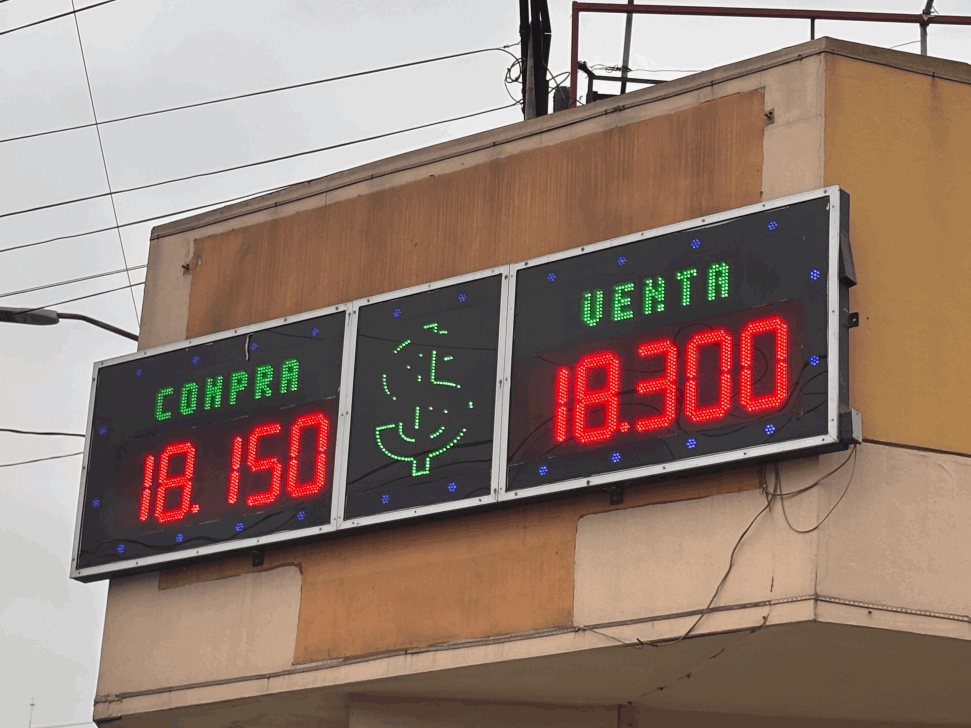 COMPRA
18.150
VENTA
18.300